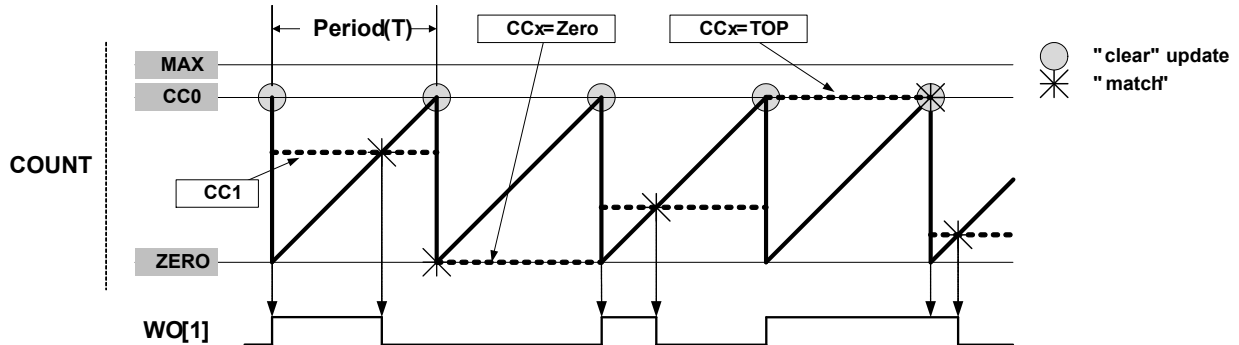 Period(T)
CCx=Zero
CCx=TOP
MAX
"clear" update
CC0
"match"
COUNT
CC1
ZERO
WO[1]